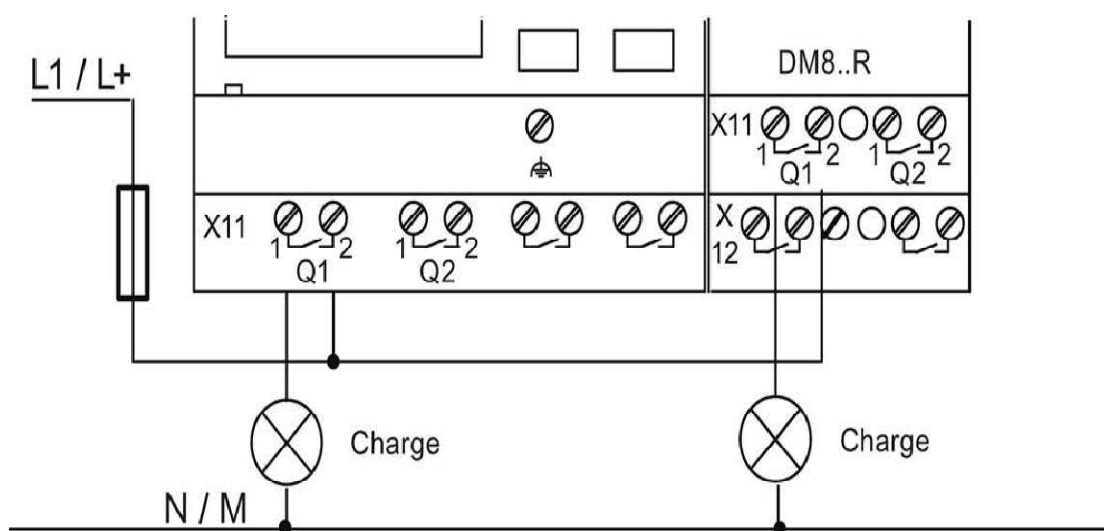 L1 / L+
DM8..R
X11
1 2 1 2
Q1 Q2
X11
1 2 1 2
Q1 Q2
X
12
Charge
Charge
N / M